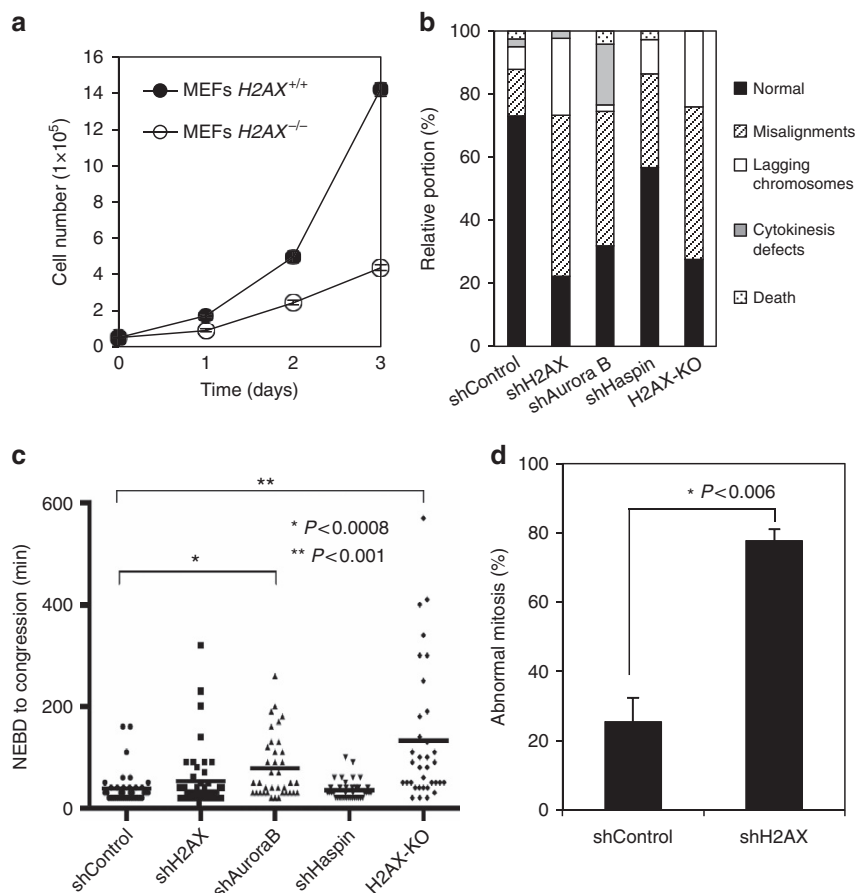 a
16
14
12
10
8
6
4
2
0
0
1
2
3
Cell number (1×10⁵)
Time (days)
MEFs H2AX⁺/⁺
MEFs H2AX⁻/⁻
b
100
80
60
40
20
0
Relative portion (%)
shControl
shH2AX
shAurora B
shHaspin
H2AX-KO
Normal
Misalignments
Lagging
chromosomes
Cytokinesis
defects
Death
c
600
400
200
0
NEBD to congression (min)
**
*
* P<0.0008
** P<0.001
shControl
shH2AX
shAuroraB
shHaspin
H2AX-KO
d
100
80
60
40
20
0
Abnormal mitosis (%)
* P<0.006
shControl
shH2AX